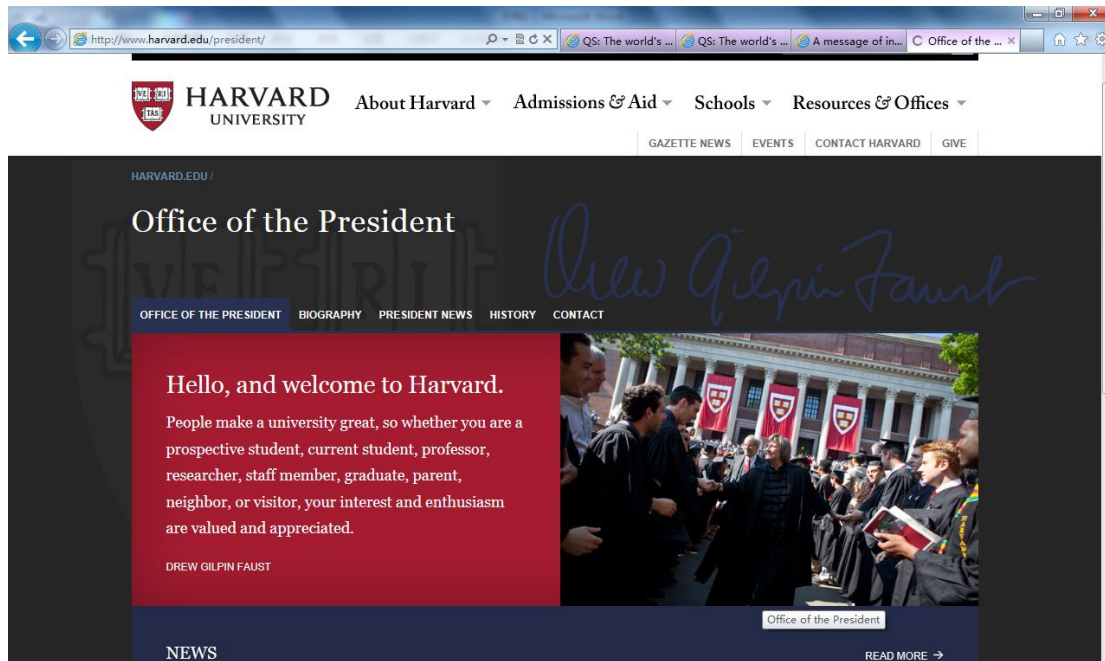 http://www.harvard.edu/president/
QS: The world's ...
QS: The world's ...
A message of in...
Office of the ...
HARVARD
UNIVERSITY
About Harvard
Admissions & Aid
Schools
Resources & Offices
GAZETTE NEWS
EVENTS
CONTACT HARVARD
GIVE
HARVARD.EDU /
Office of the President
Drew Gilpin Faust
VE RI
OFFICE OF THE PRESIDENT
BIOGRAPHY
PRESIDENT NEWS
HISTORY
CONTACT
Hello, and welcome to Harvard.
People make a university great, so whether you are a
prospective student, current student, professor,
researcher, staff member, graduate, parent,
neighbor, or visitor, your interest and enthusiasm
are valued and appreciated.
DREW GILPIN FAUST
Office of the President
NEWS
READ MORE →